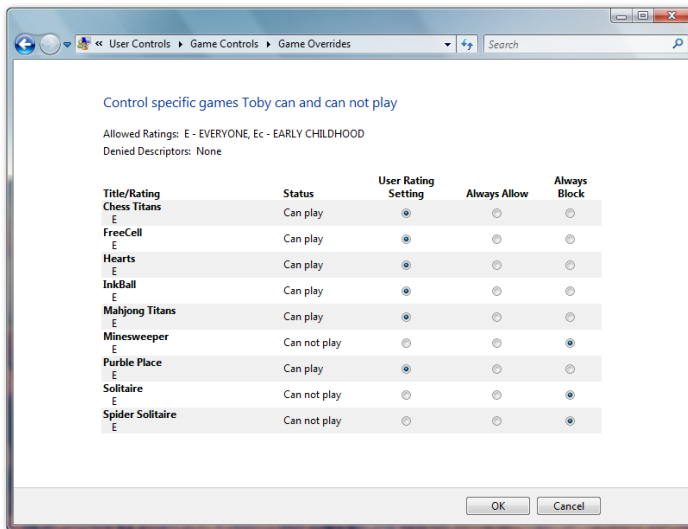 « User Controls ▸ Game Controls ▸ Game Overrides
Search
Control specific games Toby can and can not play
Allowed Ratings: E - EVERYONE, Ec - EARLY CHILDHOOD
Denied Descriptors: None
Title/Rating Status User Rating Setting Always Allow Always Block
Chess Titans
E Can play
FreeCell
E Can play
Hearts
E Can play
InkBall
E Can play
Mahjong Titans
E Can play
Minesweeper
E Can not play
Purble Place
E Can play
Solitaire
E Can not play
Spider Solitaire
E Can not play
OK Cancel